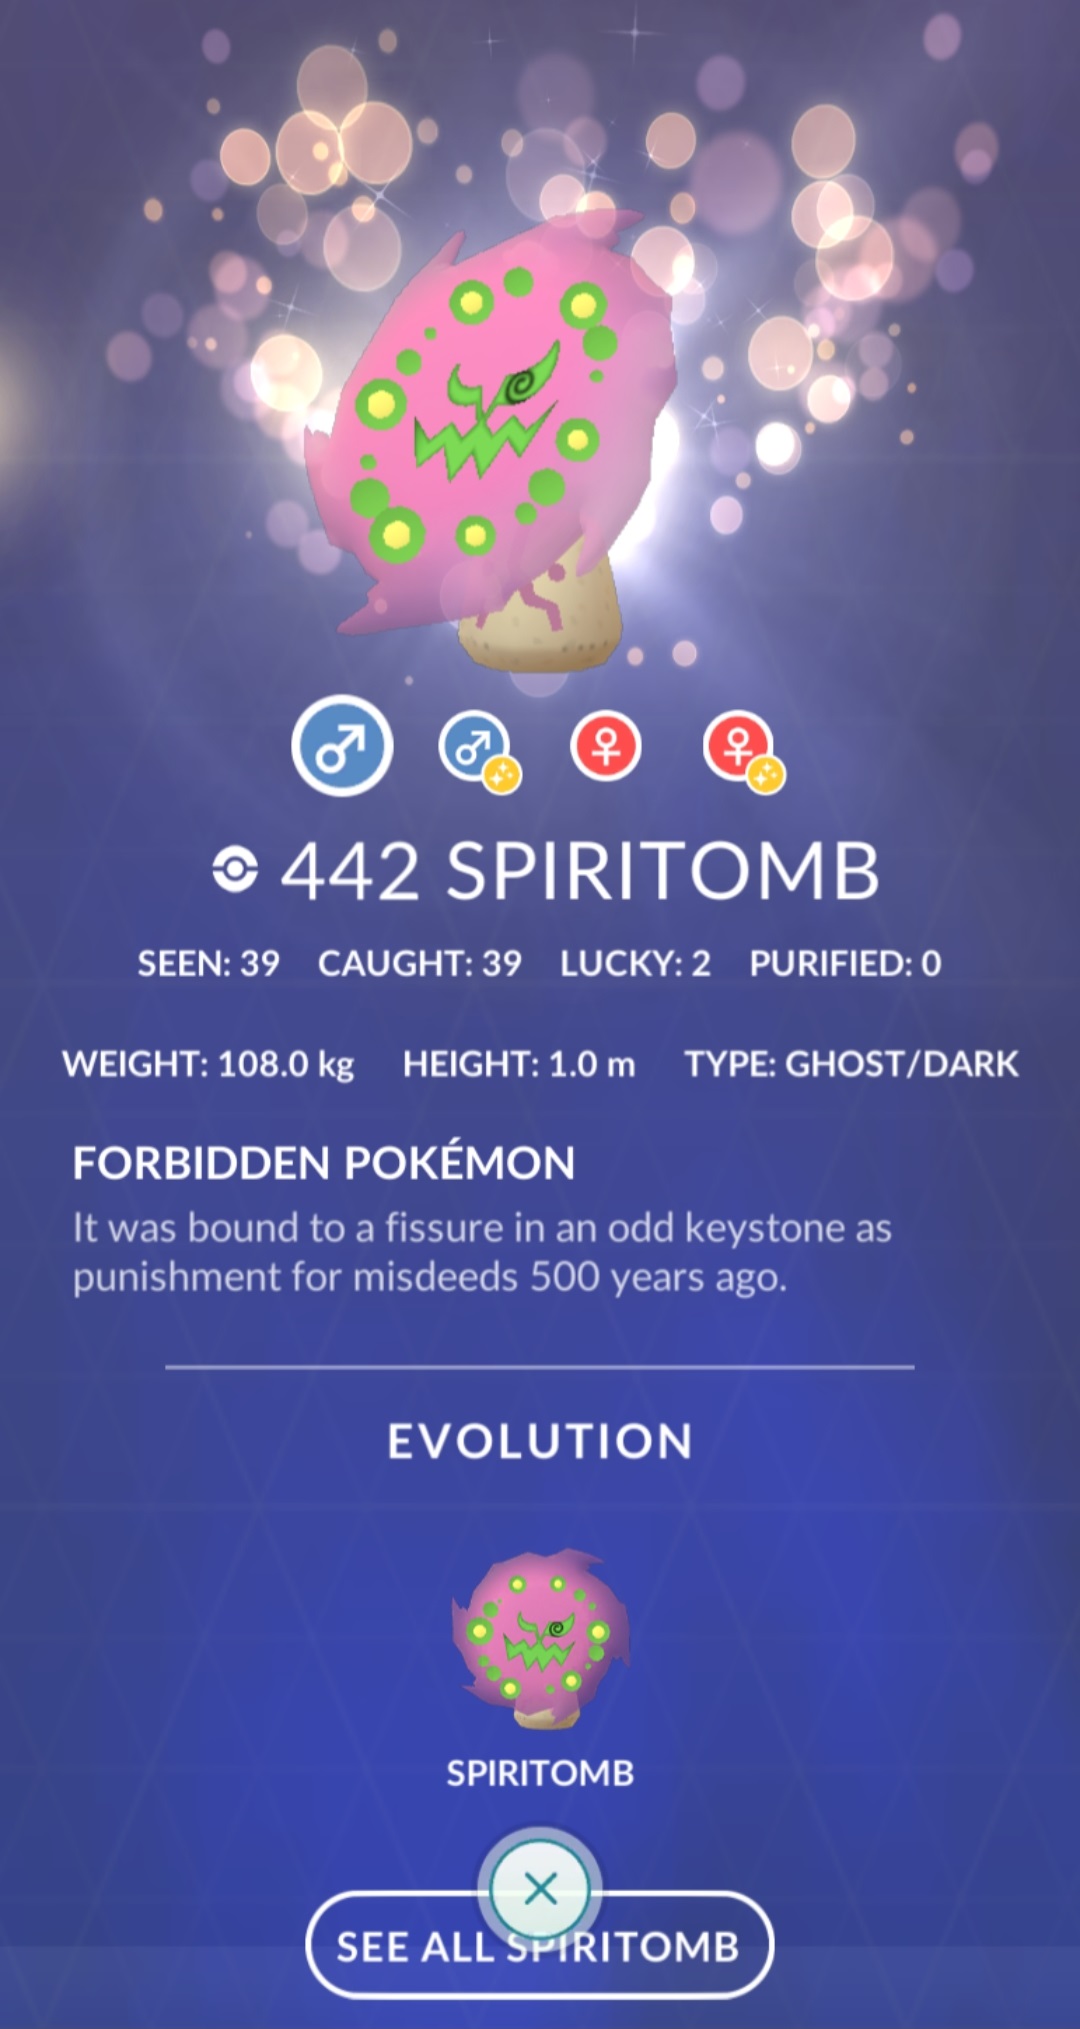 442 SPIRITOMB
SEEN: 39 CAUGHT: 39 LUCKY: 2 PURIFIED: 0
WEIGHT: 108.0 kg HEIGHT: 1.0 m TYPE: GHOST/DARK
FORBIDDEN POKÉMON
It was bound to a fissure in an odd keystone as
punishment for misdeeds 500 years ago.
EVOLUTION
SPIRITOMB
SEE ALL SPIRITOMB